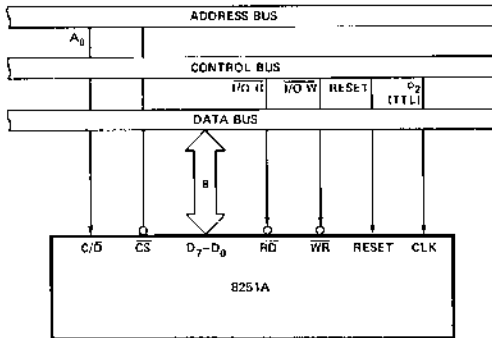 ADDRESS BUS
A₀
CONTROL BUS
I/O R I/O W RESET φ₂
(TTL)
DATA BUS
8
C/D CS D₇–D₀ RD WR RESET CLK
8251A